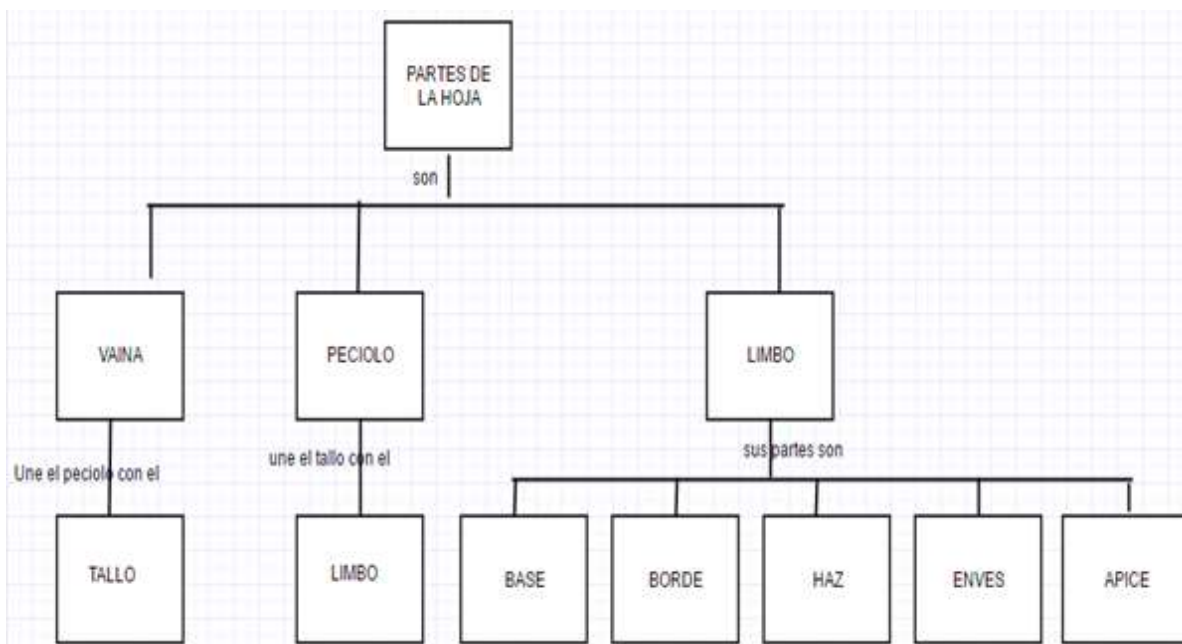 PARTES DE
LA HOJA
son
VAINA
PECIOLO
LIMBO
Une el peciolo con el
une el tallo con el
sus partes son
TALLO
LIMBO
BASE
BORDE
HAZ
ENVES
APICE